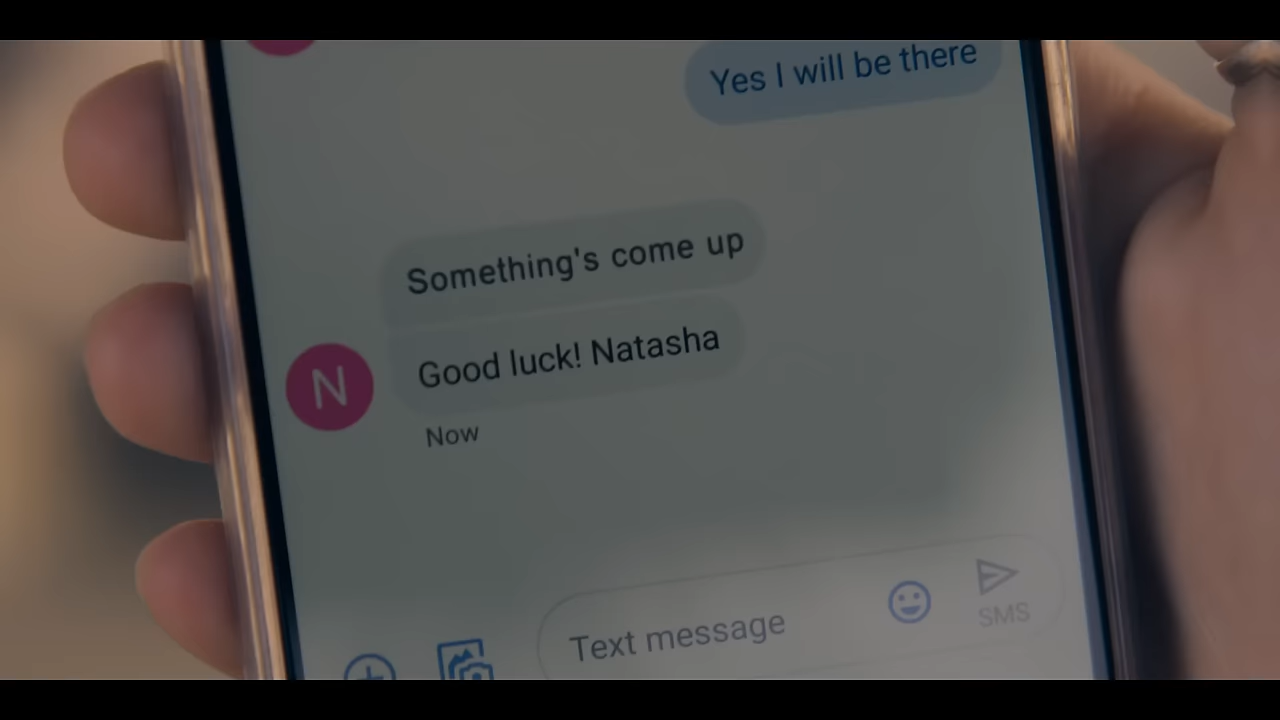 Yes I will be there
Something's come up
Good luck! Natasha
N
Now
Text message
SMS